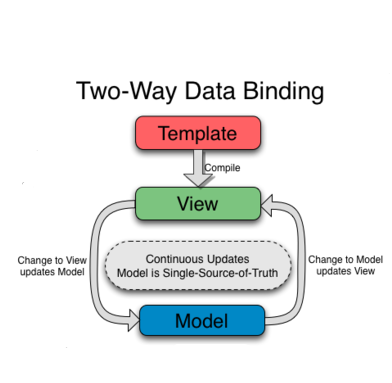 Two-Way Data Binding
Template
Compile
View
Continuous Updates
Model is Single-Source-of-Truth
Change to View
updates Model
Change to Model
updates View
Model